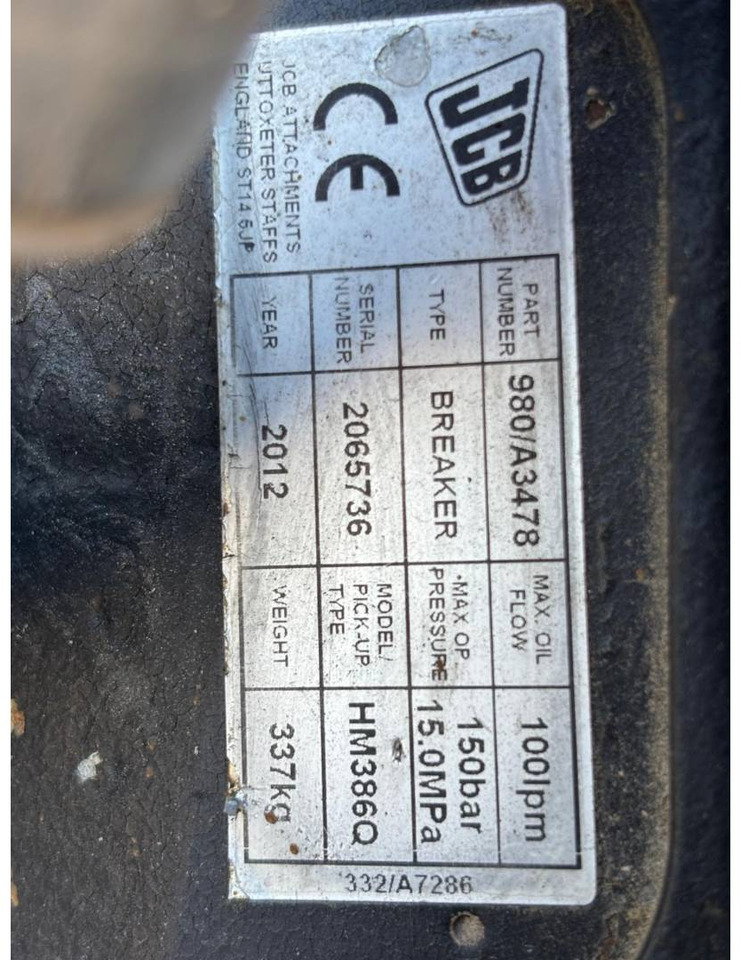 JCB
CE
JCB ATTACHMENTS
UTTOXETER STAFFS
ENGLAND ST14 5JP
PART NUMBER 980/A3478 MAX. OIL FLOW 100lpm
TYPE BREAKER MAX OP PRESSURE 150bar 15.0MPa
SERIAL NUMBER 2065736 MODEL/ PICK-UP TYPE HM386Q
YEAR 2012 WEIGHT 337kg
332/A7286